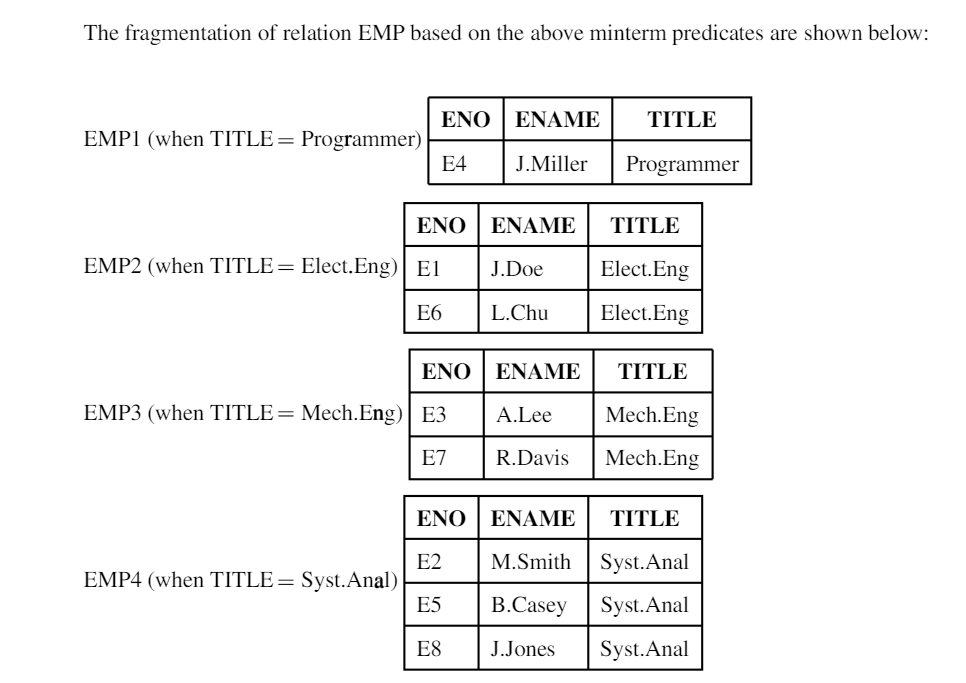 The fragmentation of relation EMP based on the above minterm predicates are shown below:
EMP1 (when TITLE = Programmer)
ENO ENAME TITLE
E4 J.Miller Programmer
EMP2 (when TITLE = Elect.Eng)
ENO ENAME TITLE
E1 J.Doe Elect.Eng
E6 L.Chu Elect.Eng
EMP3 (when TITLE = Mech.Eng)
ENO ENAME TITLE
E3 A.Lee Mech.Eng
E7 R.Davis Mech.Eng
EMP4 (when TITLE = Syst.Anal)
ENO ENAME TITLE
E2 M.Smith Syst.Anal
E5 B.Casey Syst.Anal
E8 J.Jones Syst.Anal